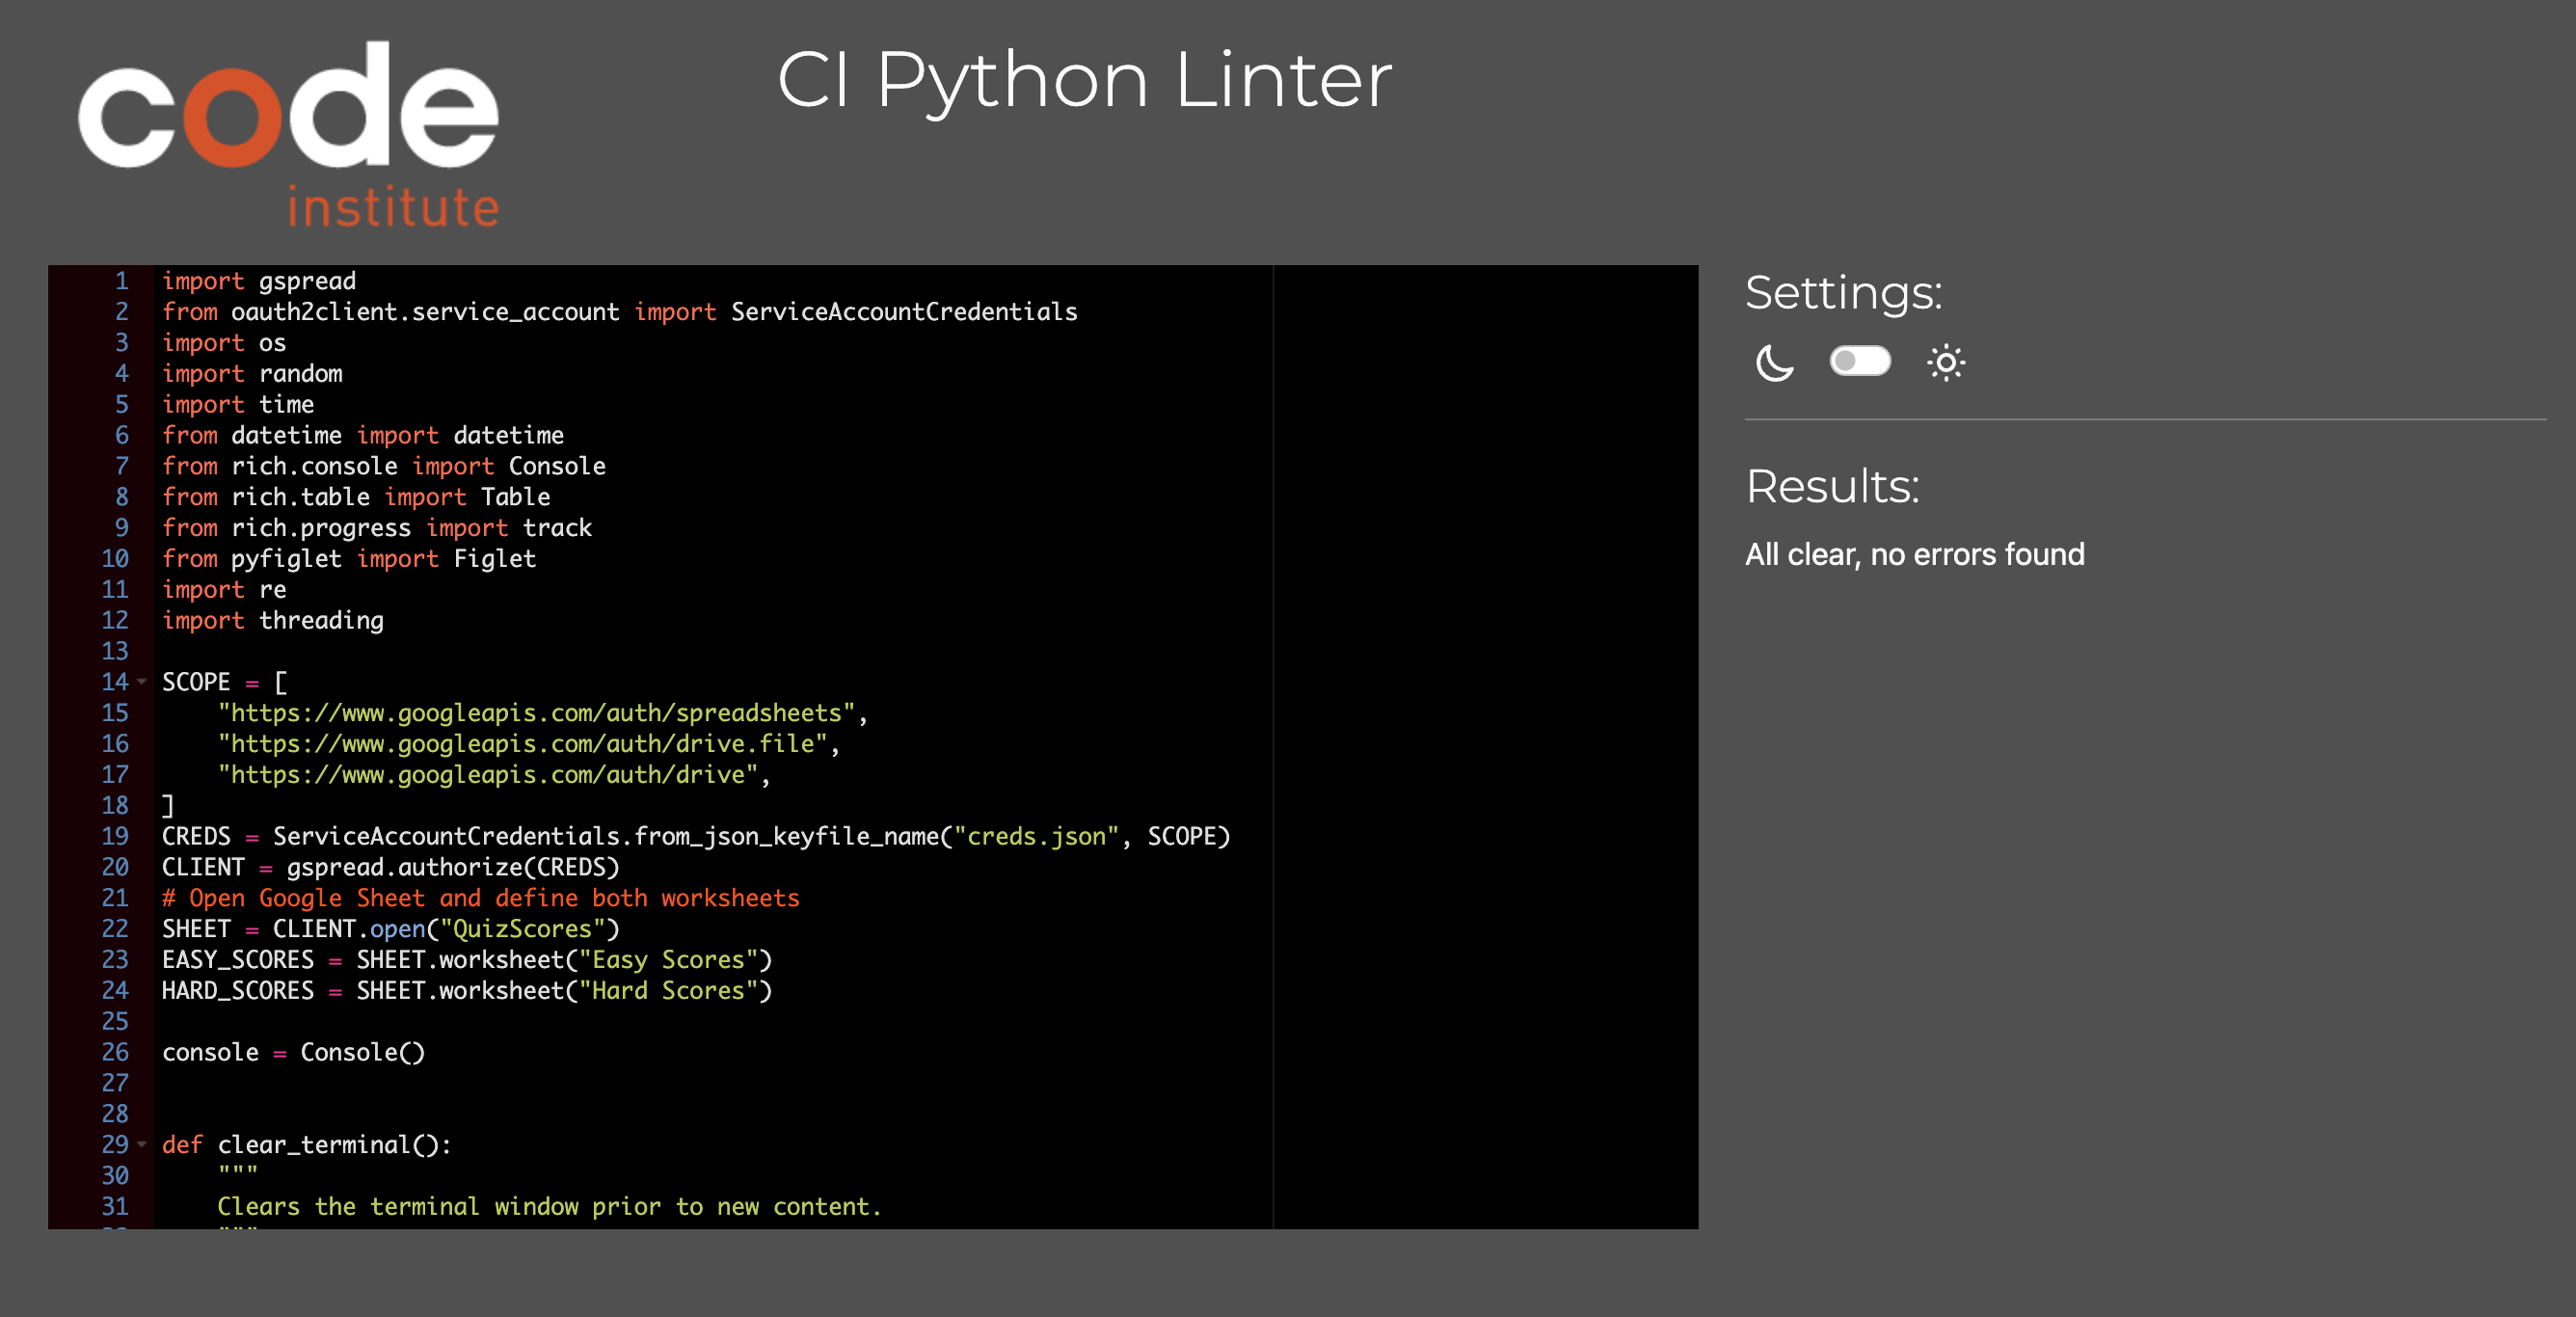 code
institute
CI Python Linter
1 import gspread
2 from oauth2client.service_account import ServiceAccountCredentials
3 import os
4 import random
5 import time
6 from datetime import datetime
7 from rich.console import Console
8 from rich.table import Table
9 from rich.progress import track
10 from pyfiglet import Figlet
11 import re
12 import threading
13
14 SCOPE = [
15     "https://www.googleapis.com/auth/spreadsheets",
16     "https://www.googleapis.com/auth/drive.file",
17     "https://www.googleapis.com/auth/drive",
18 ]
19 CREDS = ServiceAccountCredentials.from_json_keyfile_name("creds.json", SCOPE)
20 CLIENT = gspread.authorize(CREDS)
21 # Open Google Sheet and define both worksheets
22 SHEET = CLIENT.open("QuizScores")
23 EASY_SCORES = SHEET.worksheet("Easy Scores")
24 HARD_SCORES = SHEET.worksheet("Hard Scores")
25
26 console = Console()
27
28
29 def clear_terminal():
30     """
31     Clears the terminal window prior to new content.
Settings:
Results:
All clear, no errors found